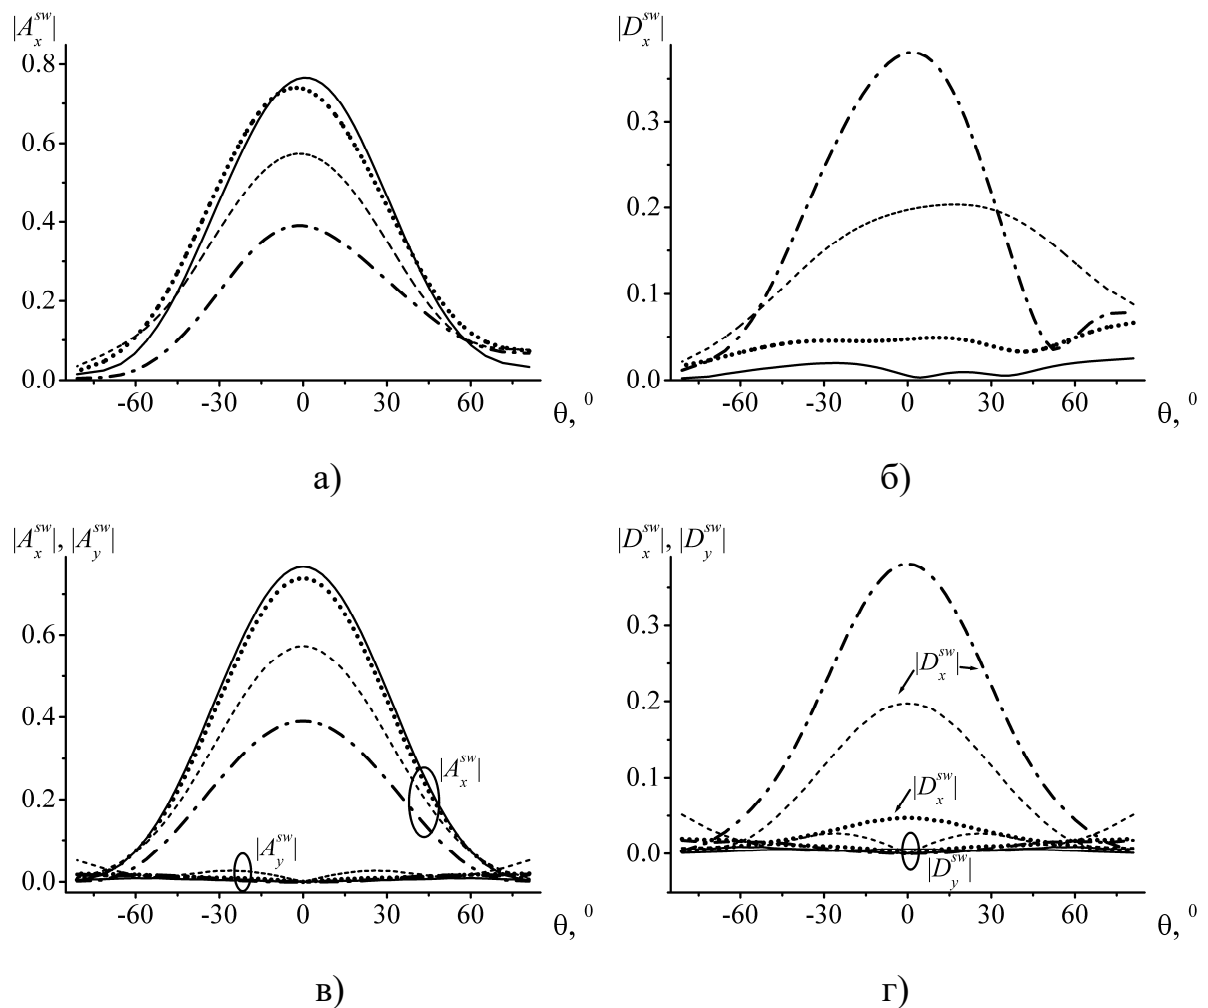 |A_x^{sw}|
0.8
0.6
0.4
0.2
0.0
-60 -30 0 30 60
θ, ⁰
а)
|D_x^{sw}|
0.3
0.2
0.1
0.0
-60 -30 0 30 60
θ, ⁰
б)
|A_x^{sw}|, |A_y^{sw}|
0.6
0.4
0.2
0.0
|A_x^{sw}|
|A_y^{sw}|
-60 -30 0 30 60
θ, ⁰
в)
|D_x^{sw}|, |D_y^{sw}|
0.3
0.2
0.1
0.0
|D_x^{sw}|
|D_x^{sw}|
|D_y^{sw}|
-60 -30 0 30 60
θ, ⁰
г)